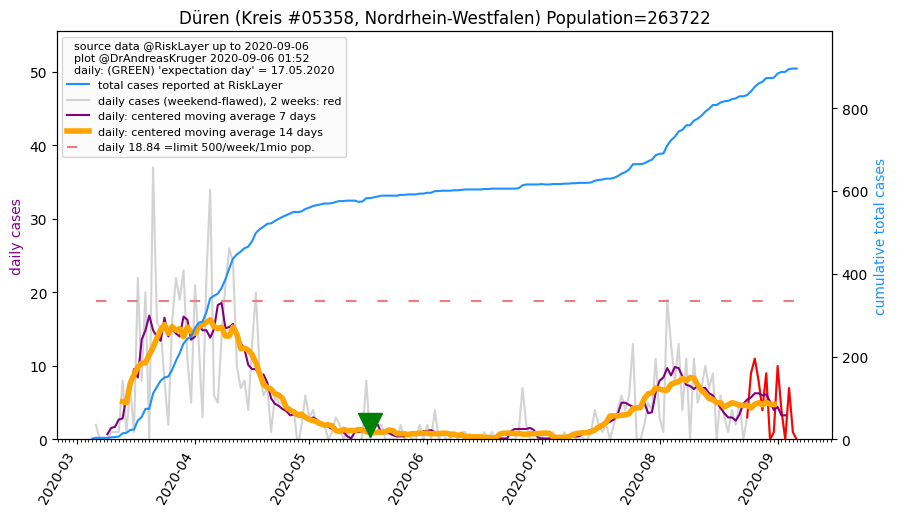 Düren (Kreis #05358, Nordrhein-Westfalen) Population=263722
source data @RiskLayer up to 2020-09-06
plot @DrAndreasKruger 2020-09-06 01:52
daily: (GREEN) 'expectation day' = 17.05.2020
total cases reported at RiskLayer
daily cases (weekend-flawed), 2 weeks: red
daily: centered moving average 7 days
daily: centered moving average 14 days
daily 18.84 =limit 500/week/1mio pop.
daily cases
0
10
20
30
40
50
cumulative total cases
0
200
400
600
800
2020-03
2020-04
2020-05
2020-06
2020-07
2020-08
2020-09